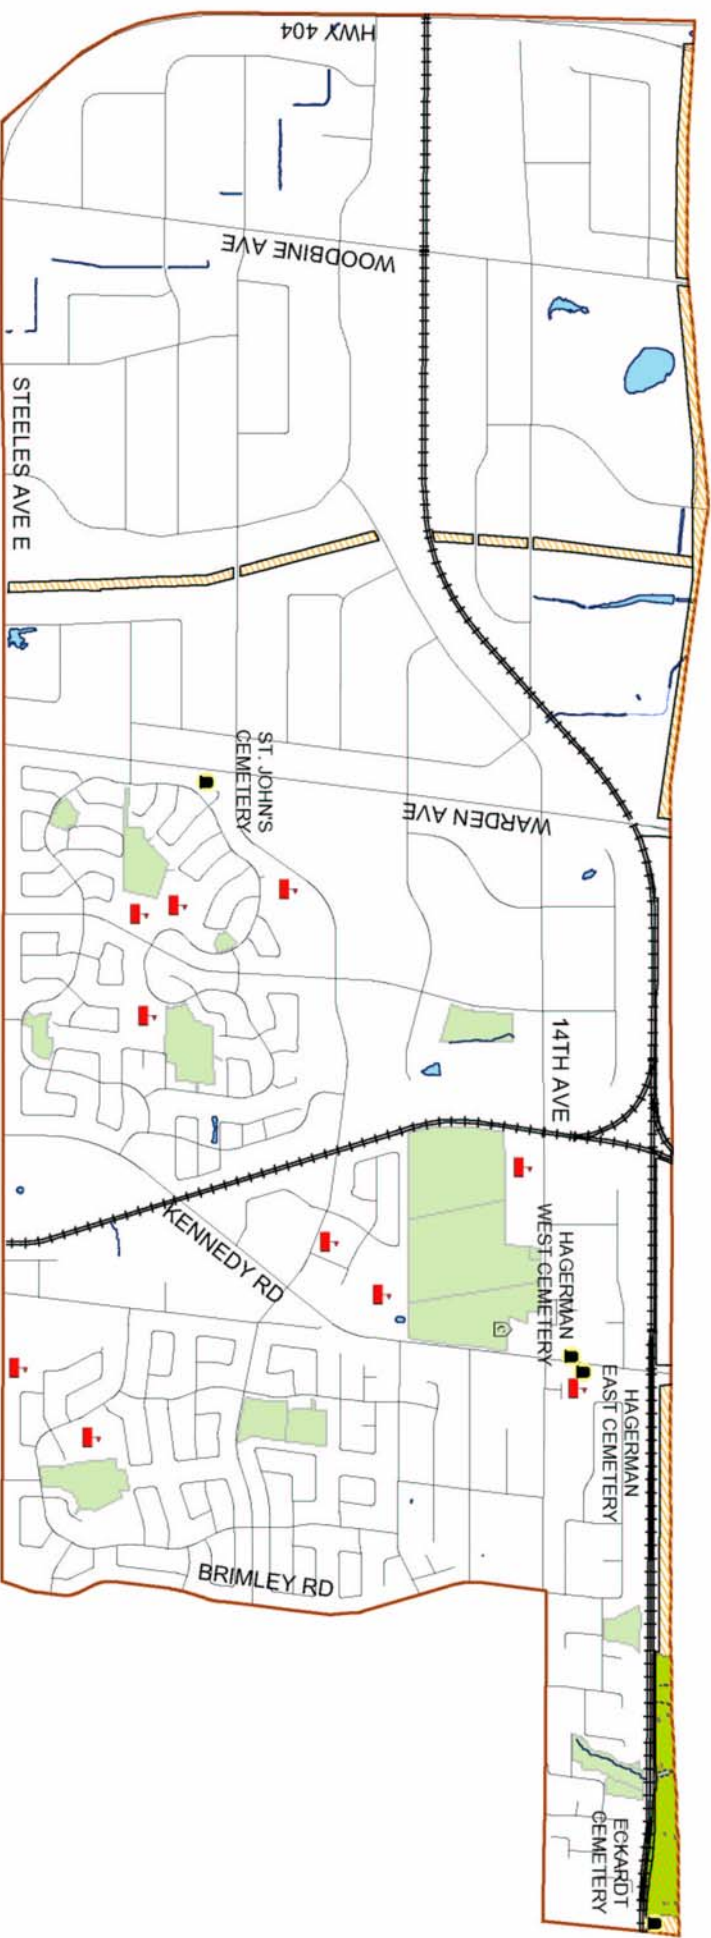 HWY 404
WOODBINE AVE
STEELES AVE E
ST. JOHN'S
CEMETERY
WARDEN AVE
14TH AVE
KENNEDY RD
HAGERMAN
WEST CEMETERY
C
HAGERMAN
EAST CEMETERY
BRIMLEY RD
ECKARDT
CEMETERY